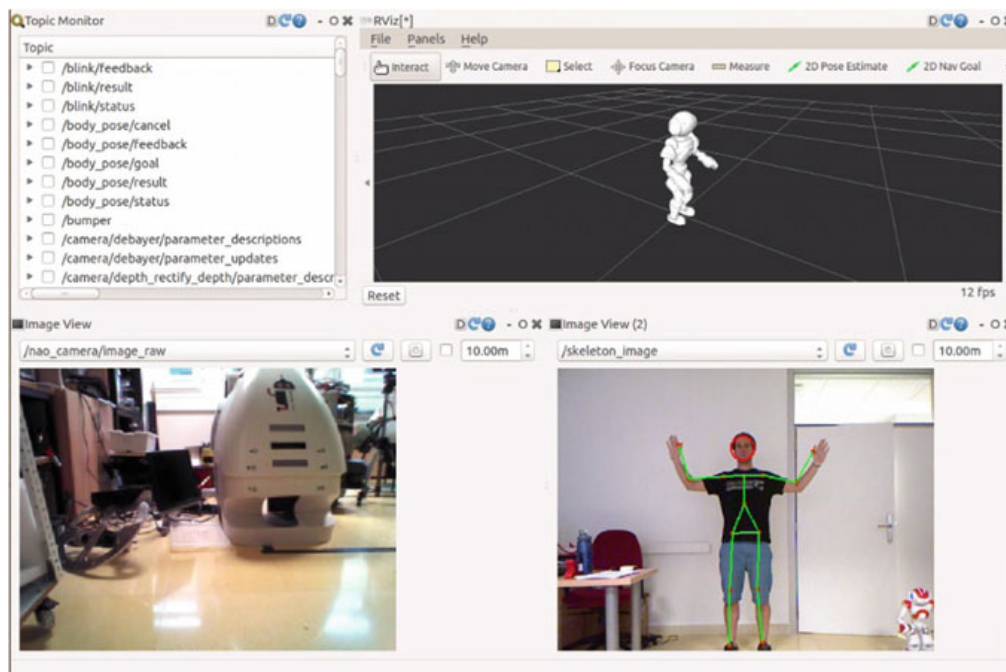 Topic Monitor
D - O ✖
RViz[*]
D - O
Topic
/blink/feedback
/blink/result
/blink/status
/body_pose/cancel
/body_pose/feedback
/body_pose/goal
/body_pose/result
/body_pose/status
/bumper
/camera/debayer/parameter_descriptions
/camera/debayer/parameter_updates
/camera/depth_rectify_depth/parameter_descr
File Panels Help
Interact Move Camera Select Focus Camera Measure 2D Pose Estimate 2D Nav Goal
Reset
12 fps
Image View
D - O ✖
/nao_camera/image_raw
10.00m
Image View (2)
D - O
/skeleton_image
10.00m